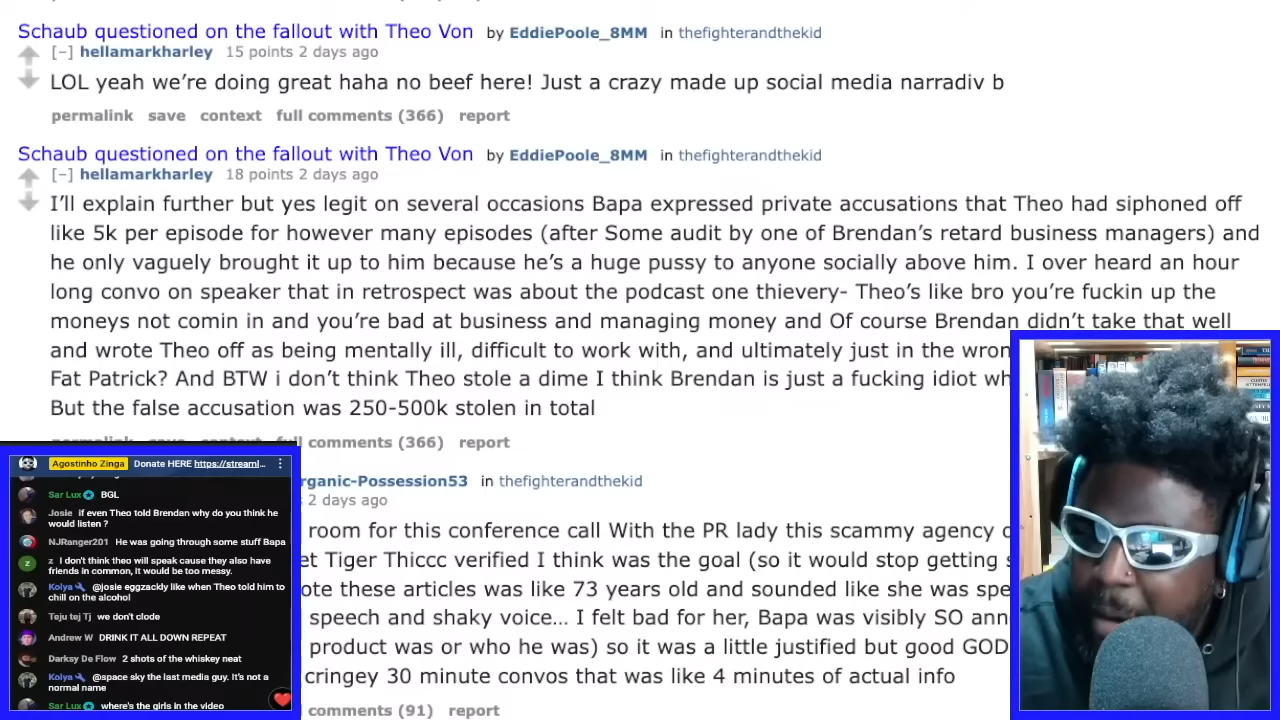 Schaub questioned on the fallout with Theo Von by EddiePoole_8MM in thefighterandthekid
[–] hellamarkharley 15 points 2 days ago
LOL yeah we're doing great haha no beef here! Just a crazy made up social media narradiv b
permalink save context full comments (366) report
Schaub questioned on the fallout with Theo Von by EddiePoole_8MM in thefighterandthekid
[–] hellamarkharley 18 points 2 days ago
I'll explain further but yes legit on several occasions Bapa expressed private accusations that Theo had siphoned off
like 5k per episode for however many episodes (after Some audit by one of Brendan's retard business managers) and
he only vaguely brought it up to him because he's a huge pussy to anyone socially above him. I over heard an hour
long convo on speaker that in retrospect was about the podcast one thievery- Theo's like bro you're fuckin up the
moneys not comin in and you're bad at business and managing money and Of course Brendan didn't take that well
and wrote Theo off as being mentally ill, difficult to work with, and ultimately just in the wron
Fat Patrick? And BTW i don't think Theo stole a dime I think Brendan is just a fucking idiot wh
But the false accusation was 250-500k stolen in total
permalink save context full comments (366) report
rganic-Possession53 in thefighterandthekid
2 days ago
room for this conference call With the PR lady this scammy agency
et Tiger Thiccc verified I think was the goal (so it would stop getting
ote these articles was like 73 years old and sounded like she was spe
speech and shaky voice... I felt bad for her, Bapa was visibly SO ann
product was or who he was) so it was a little justified but good GOD
cringey 30 minute convos that was like 4 minutes of actual info
comments (91) report
Agostinho Zinga Donate HERE https://streaml...
Sar Lux BGL
Josie if even Theo told Brendan why do you think he
would listen ?
NJRanger201 He was going through some stuff Bapa
z I don't think theo will speak cause they also have
friends in common, it would be too messy.
Kolya @josie eggzackly like when Theo told him to
chill on the alcohol
Teju tej Tj we don't clode
Andrew W DRINK IT ALL DOWN REPEAT
Darksy De Flow 2 shots of the whiskey neat
Kolya @space sky the last media guy. It's not a
normal name
Sar Lux where's the girls in the video